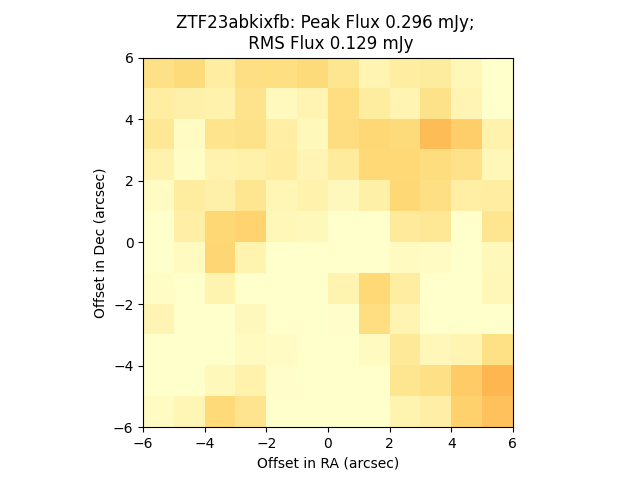 ZTF23abkixfb: Peak Flux 0.296 mJy;
RMS Flux 0.129 mJy
6
4
2
0
−2
−4
−6
Offset in Dec (arcsec)
−6 −4 −2 0 2 4 6
Offset in RA (arcsec)